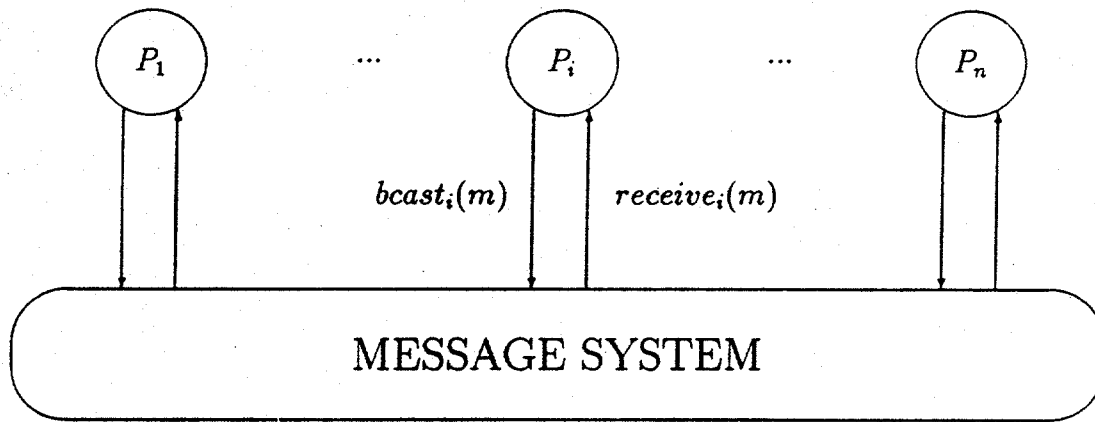 P₁ ... Pᵢ ... Pₙ
bcastᵢ(m) receiveᵢ(m)
MESSAGE SYSTEM